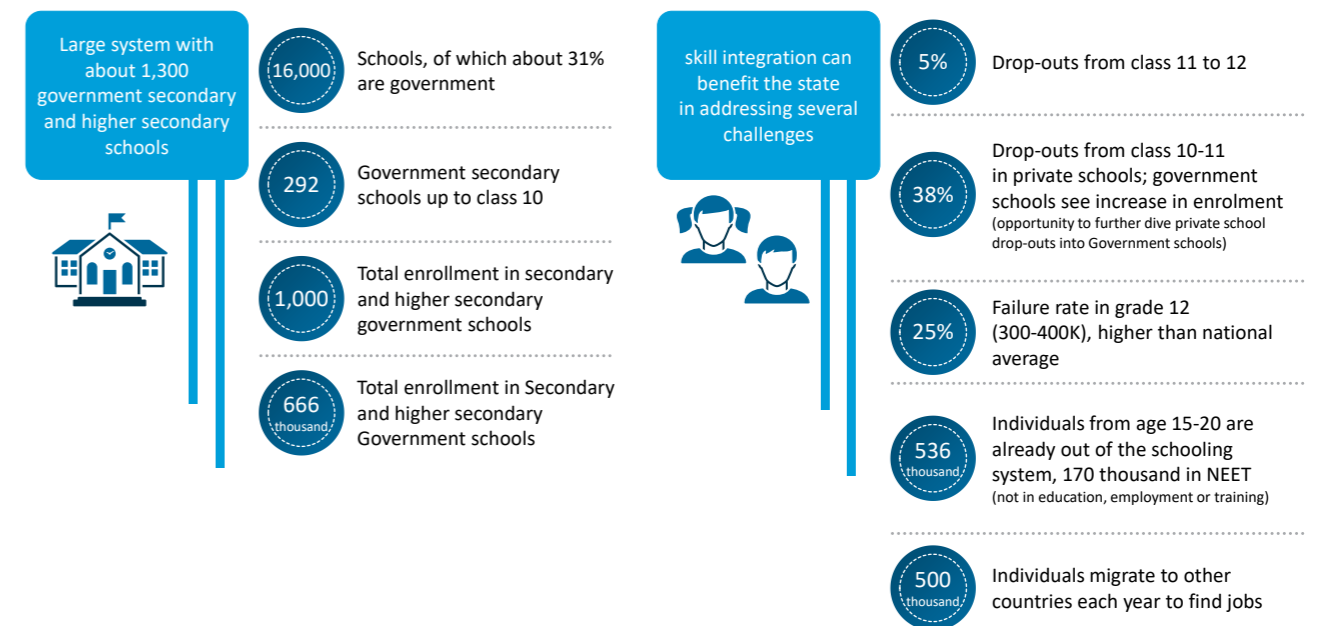 Large system with
about 1,300
government secondary
and higher secondary
schools
16,000
Schools, of which about 31%
are government
292
Government secondary
schools up to class 10
1,000
Total enrollment in secondary
and higher secondary
government schools
666
thousand
Total enrollment in Secondary
and higher secondary
Government schools
skill integration can
benefit the state
in addressing several
challenges
5%
Drop-outs from class 11 to 12
38%
Drop-outs from class 10-11
in private schools; government
schools see increase in enrolment
(opportunity to further dive private school
drop-outs into Government schools)
25%
Failure rate in grade 12
(300-400K), higher than national
average
536
thousand
Individuals from age 15-20 are
already out of the schooling
system, 170 thousand in NEET
(not in education, employment or training)
500
thousand
Individuals migrate to other
countries each year to find jobs